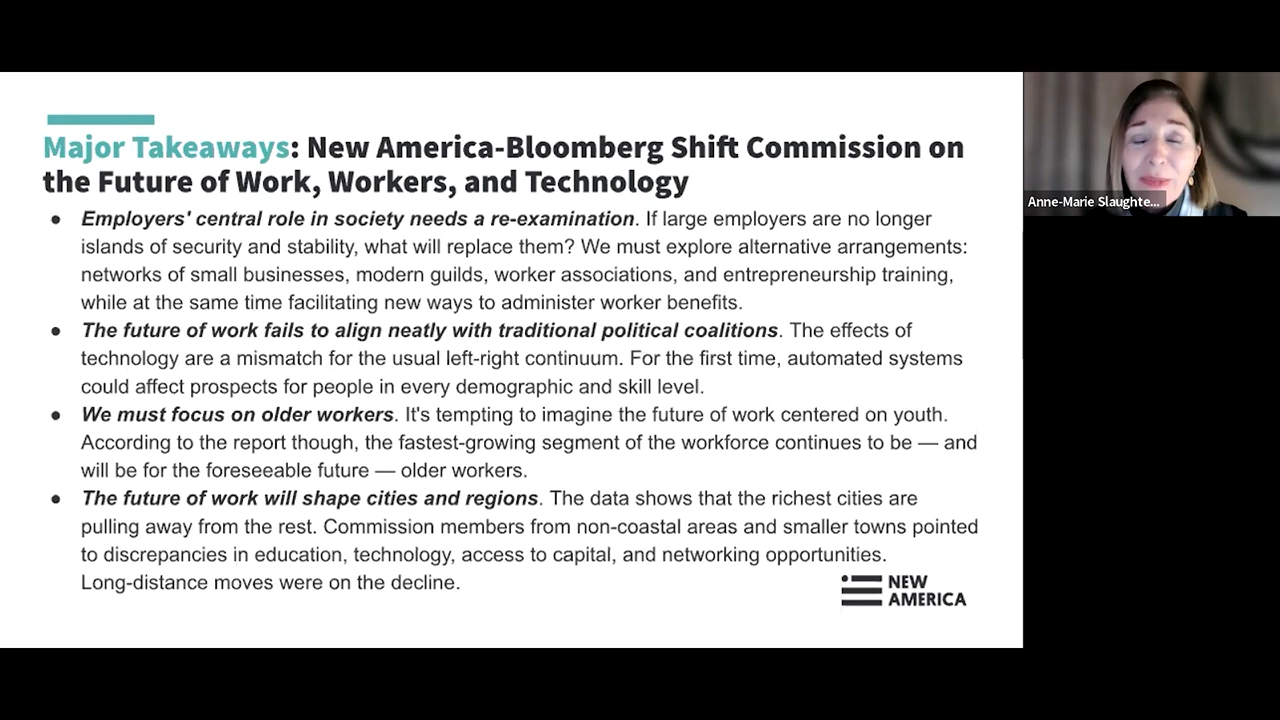 Major Takeaways: New America-Bloomberg Shift Commission on
the Future of Work, Workers, and Technology
● Employers' central role in society needs a re-examination. If large employers are no longer
islands of security and stability, what will replace them? We must explore alternative arrangements:
networks of small businesses, modern guilds, worker associations, and entrepreneurship training,
while at the same time facilitating new ways to administer worker benefits.
● The future of work fails to align neatly with traditional political coalitions. The effects of
technology are a mismatch for the usual left-right continuum. For the first time, automated systems
could affect prospects for people in every demographic and skill level.
● We must focus on older workers. It's tempting to imagine the future of work centered on youth.
According to the report though, the fastest-growing segment of the workforce continues to be — and
will be for the foreseeable future — older workers.
● The future of work will shape cities and regions. The data shows that the richest cities are
pulling away from the rest. Commission members from non-coastal areas and smaller towns pointed
to discrepancies in education, technology, access to capital, and networking opportunities.
Long-distance moves were on the decline.
NEW
AMERICA
Anne-Marie Slaughte...